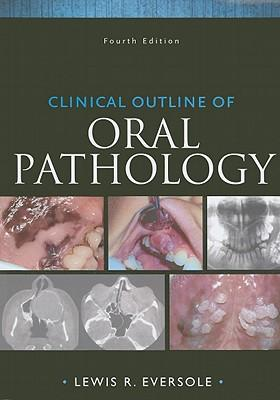 Fourth Edition
CLINICAL OUTLINE OF
ORAL
PATHOLOGY
• LEWIS R. EVERSOLE •